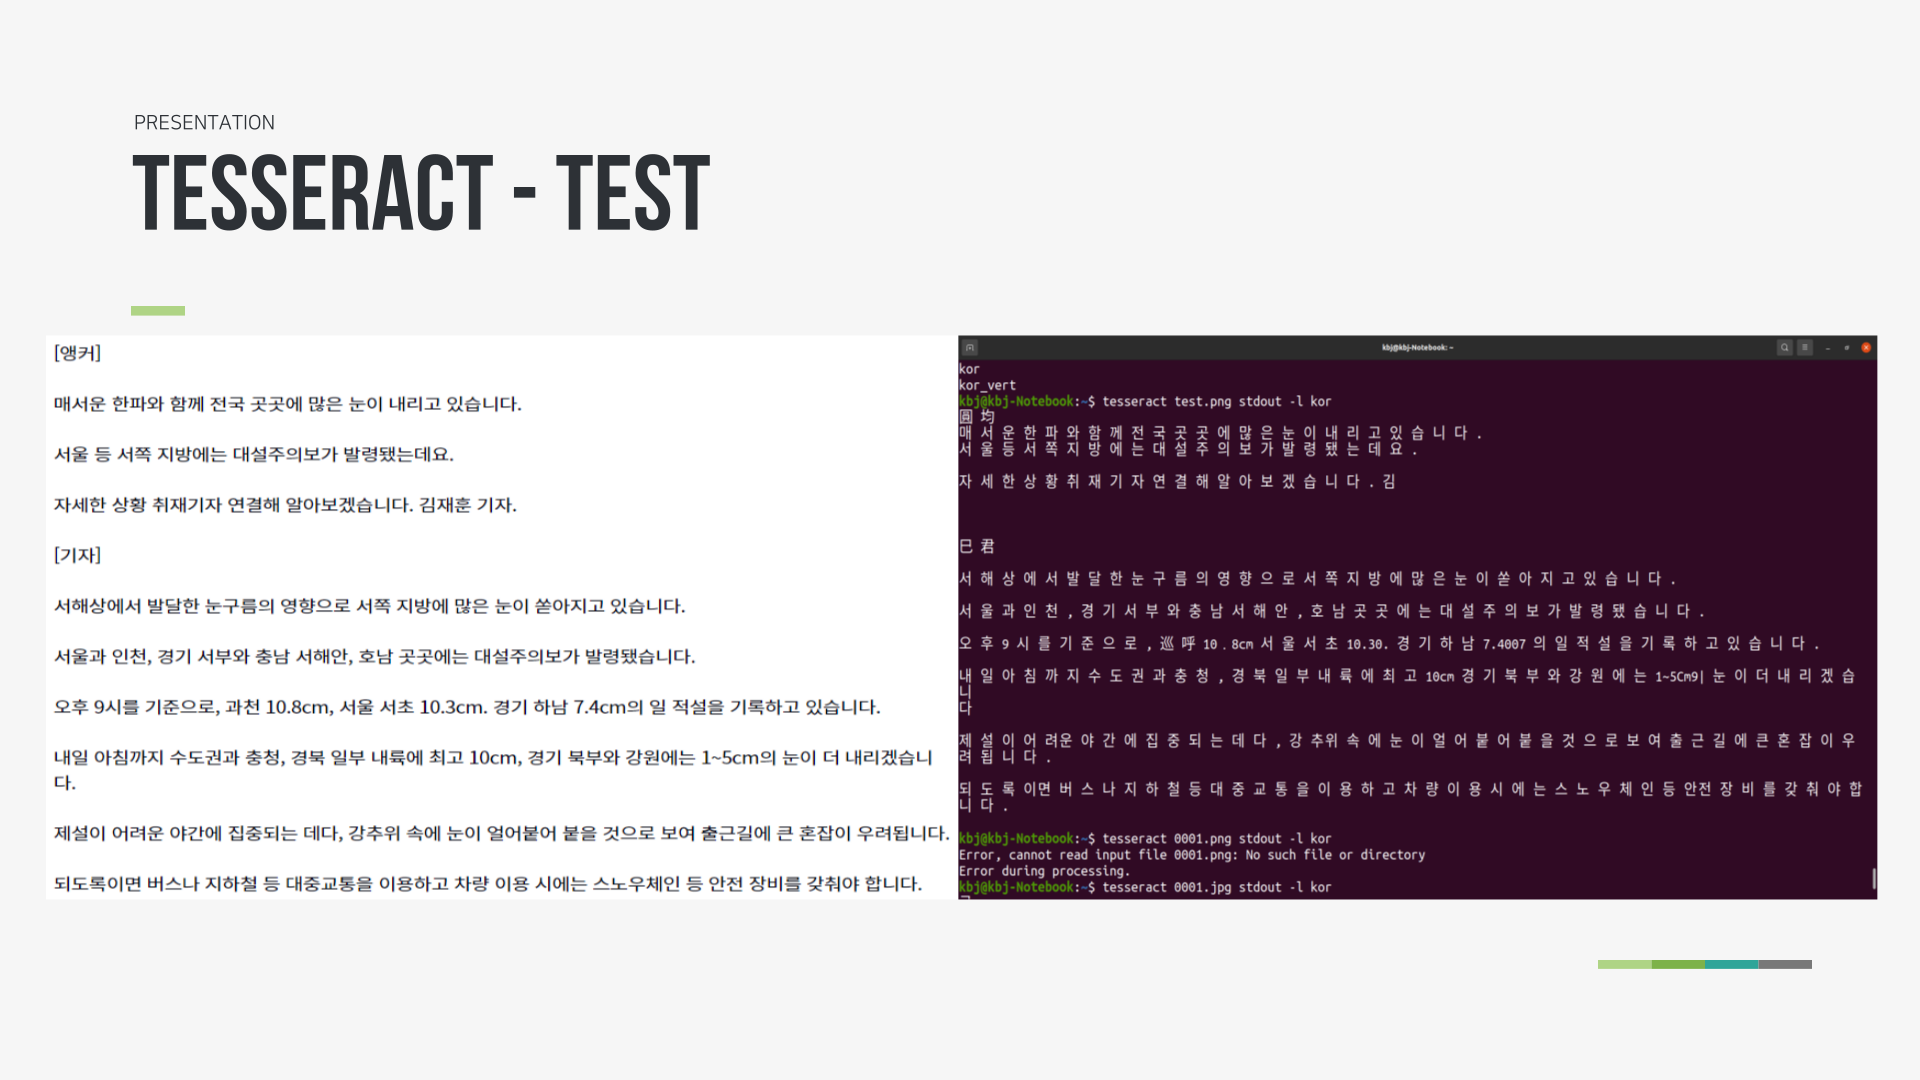 PRESENTATION
TESSERACT - TEST
[앵커]
매서운 한파와 함께 전국 곳곳에 많은 눈이 내리고 있습니다.
서울 등 서쪽 지방에는 대설주의보가 발령됐는데요.
자세한 상황 취재기자 연결해 알아보겠습니다. 김재훈 기자.
[기자]
서해상에서 발달한 눈구름의 영향으로 서쪽 지방에 많은 눈이 쏟아지고 있습니다.
서울과 인천, 경기 서부와 충남 서해안, 호남 곳곳에는 대설주의보가 발령됐습니다.
오후 9시를 기준으로, 과천 10.8cm, 서울 서초 10.3cm. 경기 하남 7.4cm의 일 적설을 기록하고 있습니다.
내일 아침까지 수도권과 충청, 경북 일부 내륙에 최고 10cm, 경기 북부와 강원에는 1~5cm의 눈이 더 내리겠습니
다.
제설이 어려운 야간에 집중되는 데다, 강추위 속에 눈이 얼어붙어 붙을 것으로 보여 출근길에 큰 혼잡이 우려됩니다.
되도록이면 버스나 지하철 등 대중교통을 이용하고 차량 이용 시에는 스노우체인 등 안전 장비를 갖춰야 합니다.
kbj@kbj-Notebook: ~
kor
kor_vert
kbj@kbj-Notebook:~$ tesseract test.png stdout -l kor
圓 均
매 서 운 한 파 와 함 께 전 국 곳 곳 에 많 은 눈 이 내 리 고 있 습 니 다 .
서 울 등 서 쪽 지 방 에 는 대 설 주 의 보 가 발 령 됐 는 데 요 .
자 세 한 상 황 취 재 기 자 연 결 해 알 아 보 겠 습 니 다 . 김
巳 君
서 해 상 에 서 발 달 한 눈 구 름 의 영 향 으 로 서 쪽 지 방 에 많 은 눈 이 쏟 아 지 고 있 습 니 다 .
서 울 과 인 천 , 경 기 서 부 와 충 남 서 해 안 , 호 남 곳 곳 에 는 대 설 주 의 보 가 발 령 됐 습 니 다 .
오 후 9 시 를 기 준 으 로 , 巡 呼 10 . 8cm 서 울 서 초 10.30. 경 기 하 남 7.4007 의 일 적 설 을 기 록 하 고 있 습 니 다 .
내 일 아 침 까 지 수 도 권 과 충 청 , 경 북 일 부 내 륙 에 최 고 10cm 경 기 북 부 와 강 원 에 는 1~5Cm9| 눈 이 더 내 리 겠 습
니
다
제 설 이 어 려운 야 간 에 집 중 되 는 데 다 , 강 추위 속 에 눈 이 얼 어 붙 어 붙 을 것 으 로 보 여 출 근 길 에 큰 혼 잡 이 우
려 됩 니 다 .
되 도 록 이면 버 스 나 지 하 철 등 대 중 교 통 을 이 용 하 고 차 량 이 용 시 에 는 스 노 우 체 인 등 안전 장 비 를 갖 춰 야 합
니 다 .
kbj@kbj-Notebook:~$ tesseract 0001.png stdout -l kor
Error, cannot read input file 0001.png: No such file or directory
Error during processing.
kbj@kbj-Notebook:~$ tesseract 0001.jpg stdout -l kor